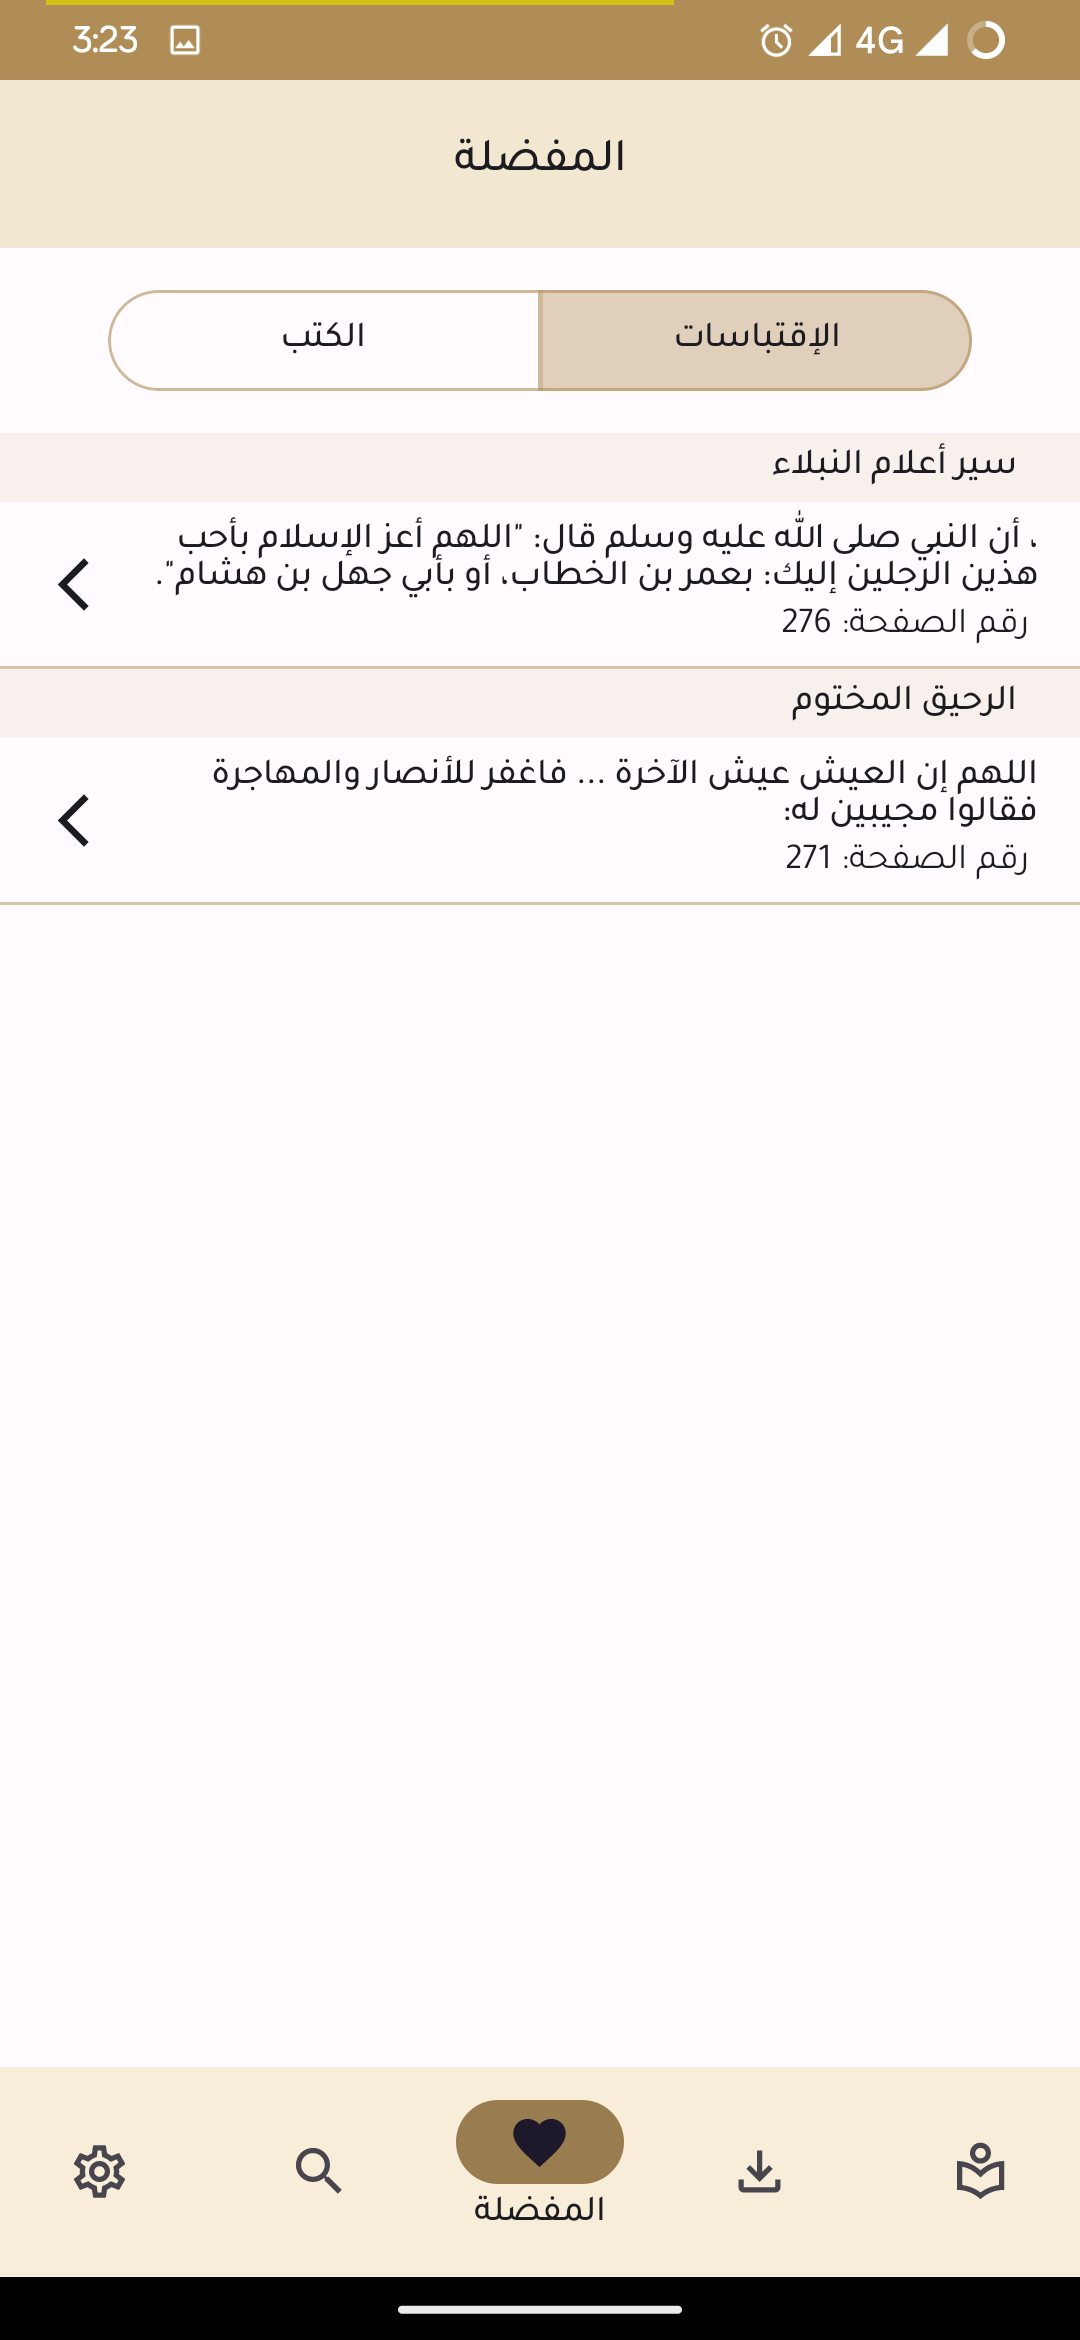 3:23
4G
المفضلة
الإقتباسات
الكتب
سير أعلام النبلاء
، أن النبي صلى الله عليه وسلم قال: "اللهم أعز الإسلام بأحب
هذين الرجلين إليك: بعمر بن الخطاب، أو بأبي جهل بن هشام".
رقم الصفحة: 276
الرحيق المختوم
اللهم إن العيش عيش الآخرة ... فاغفر للأنصار والمهاجرة
فقالوا مجيبين له:
رقم الصفحة: 271
المفضلة